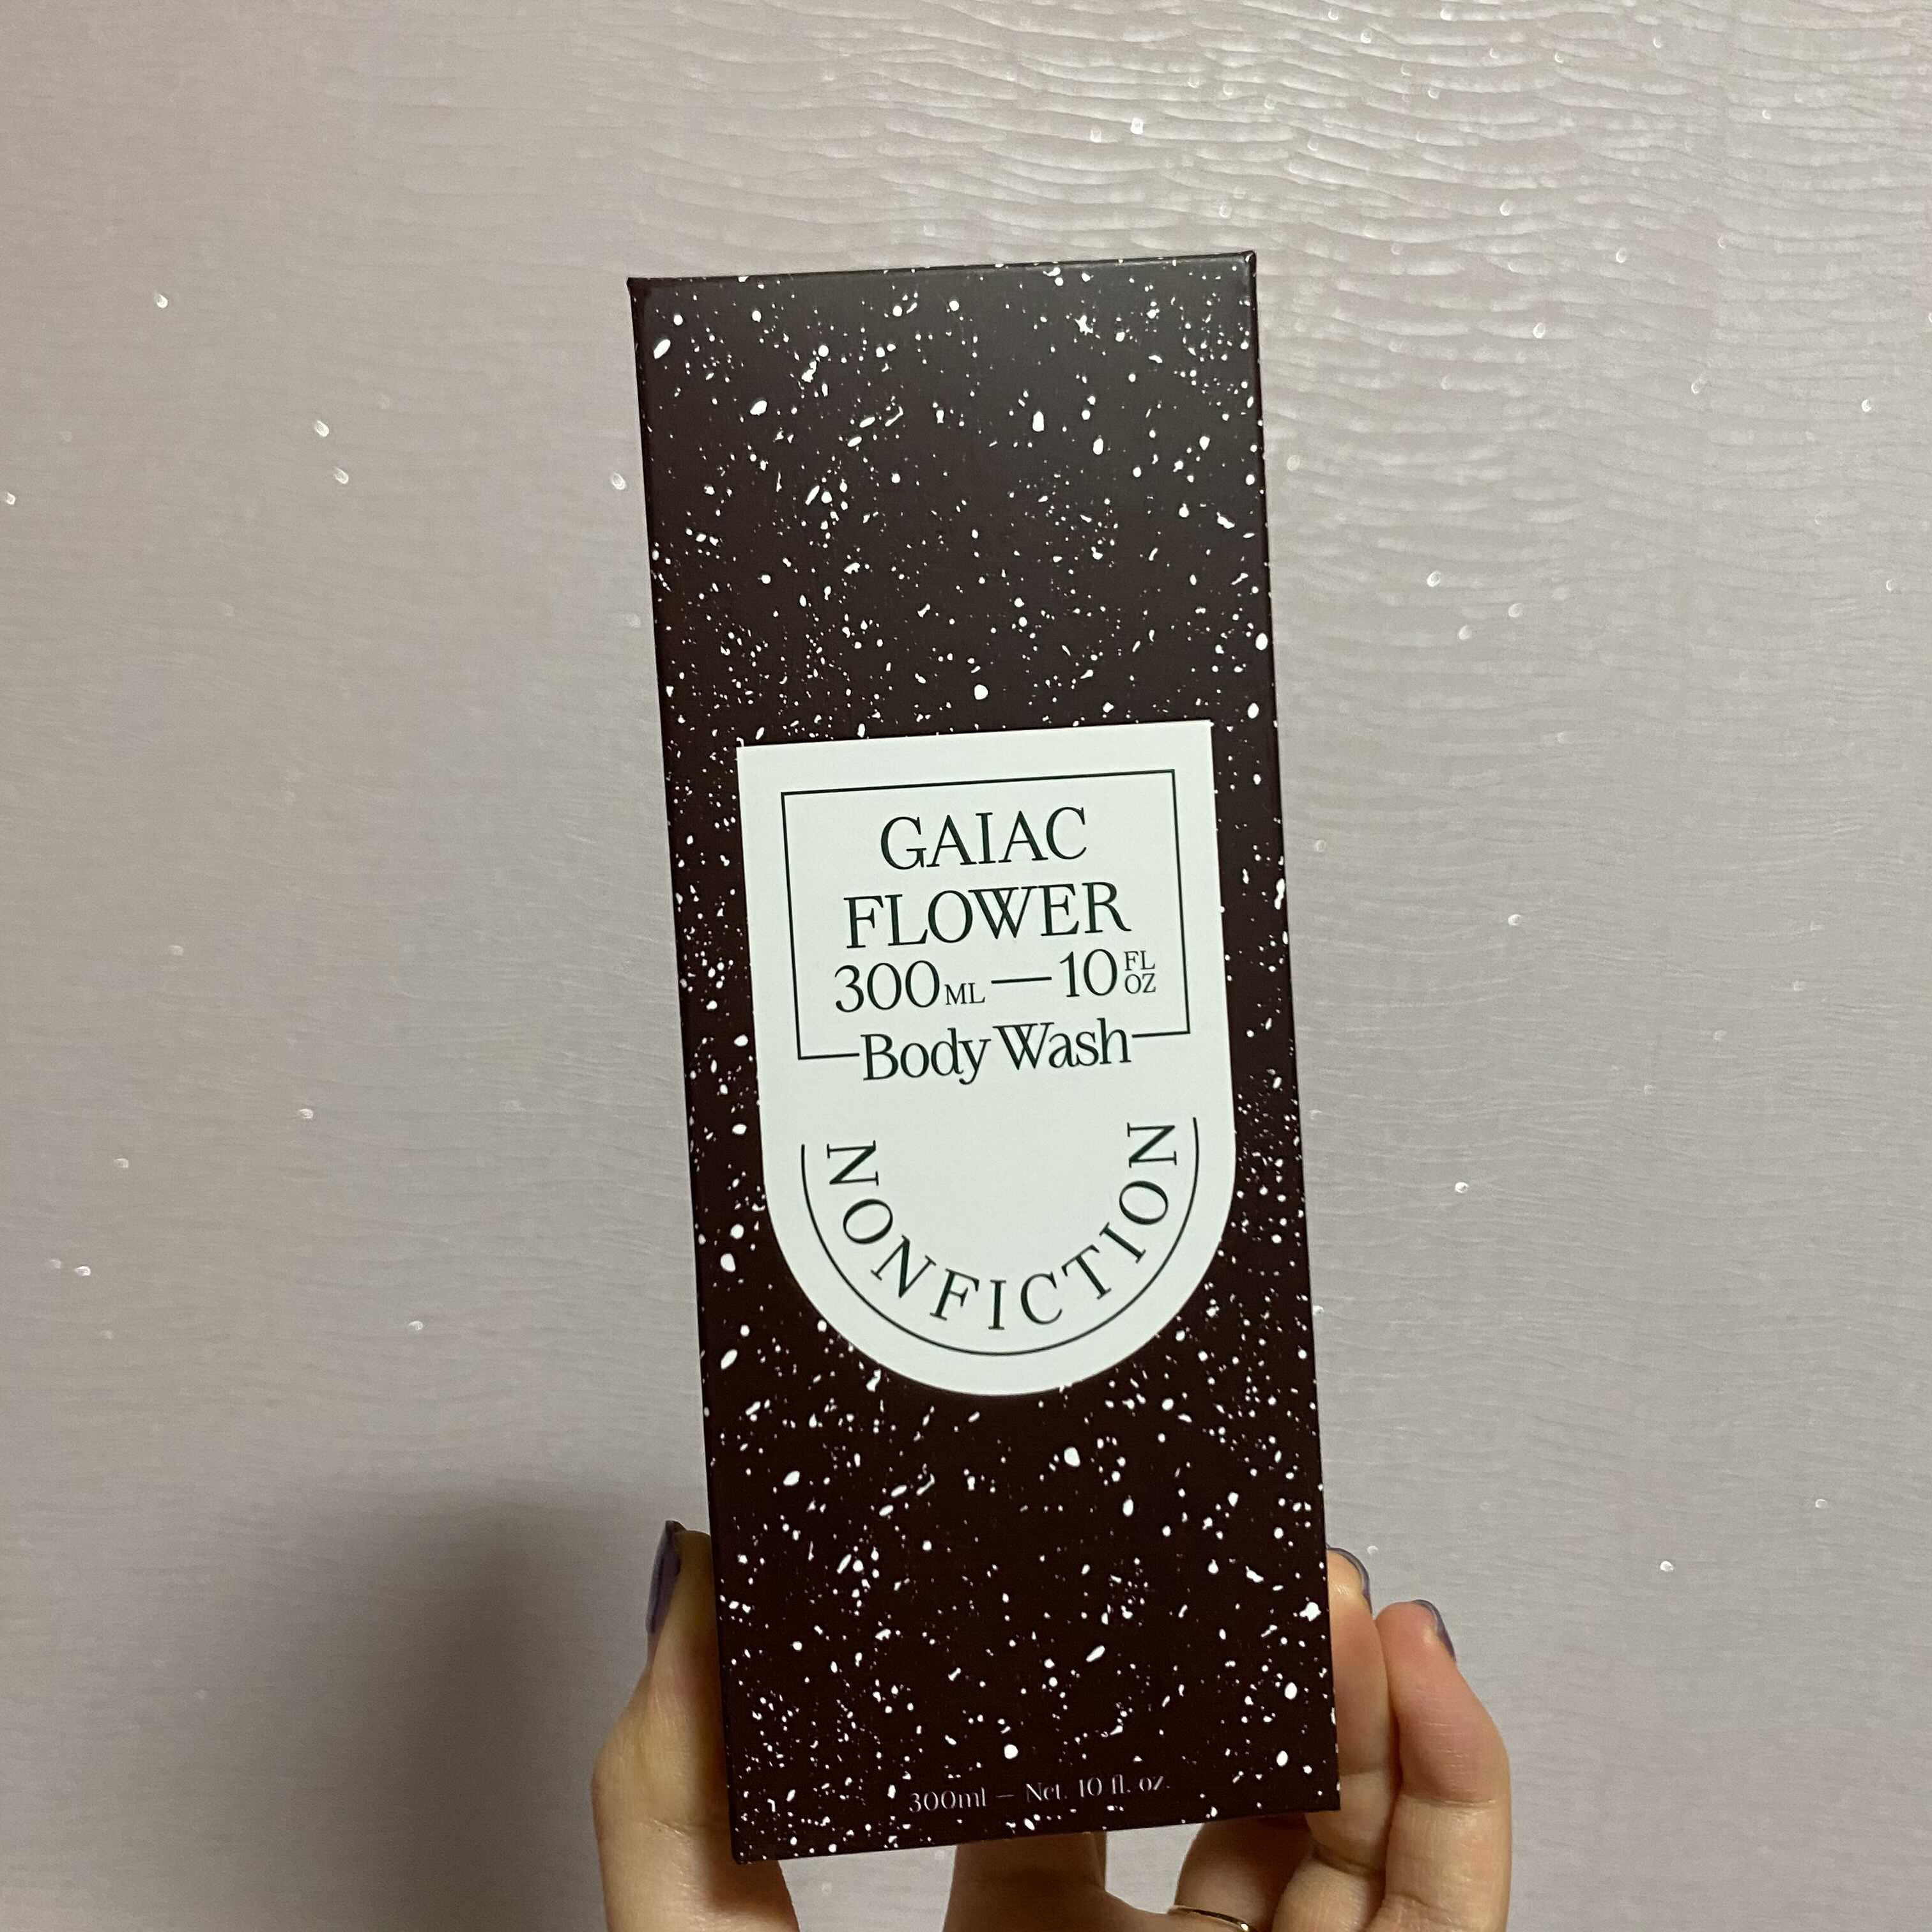 GAIAC
FLOWER
300ML—10 FL OZ
Body Wash
NONFICTION
300ml — Net. 10 fl. oz.